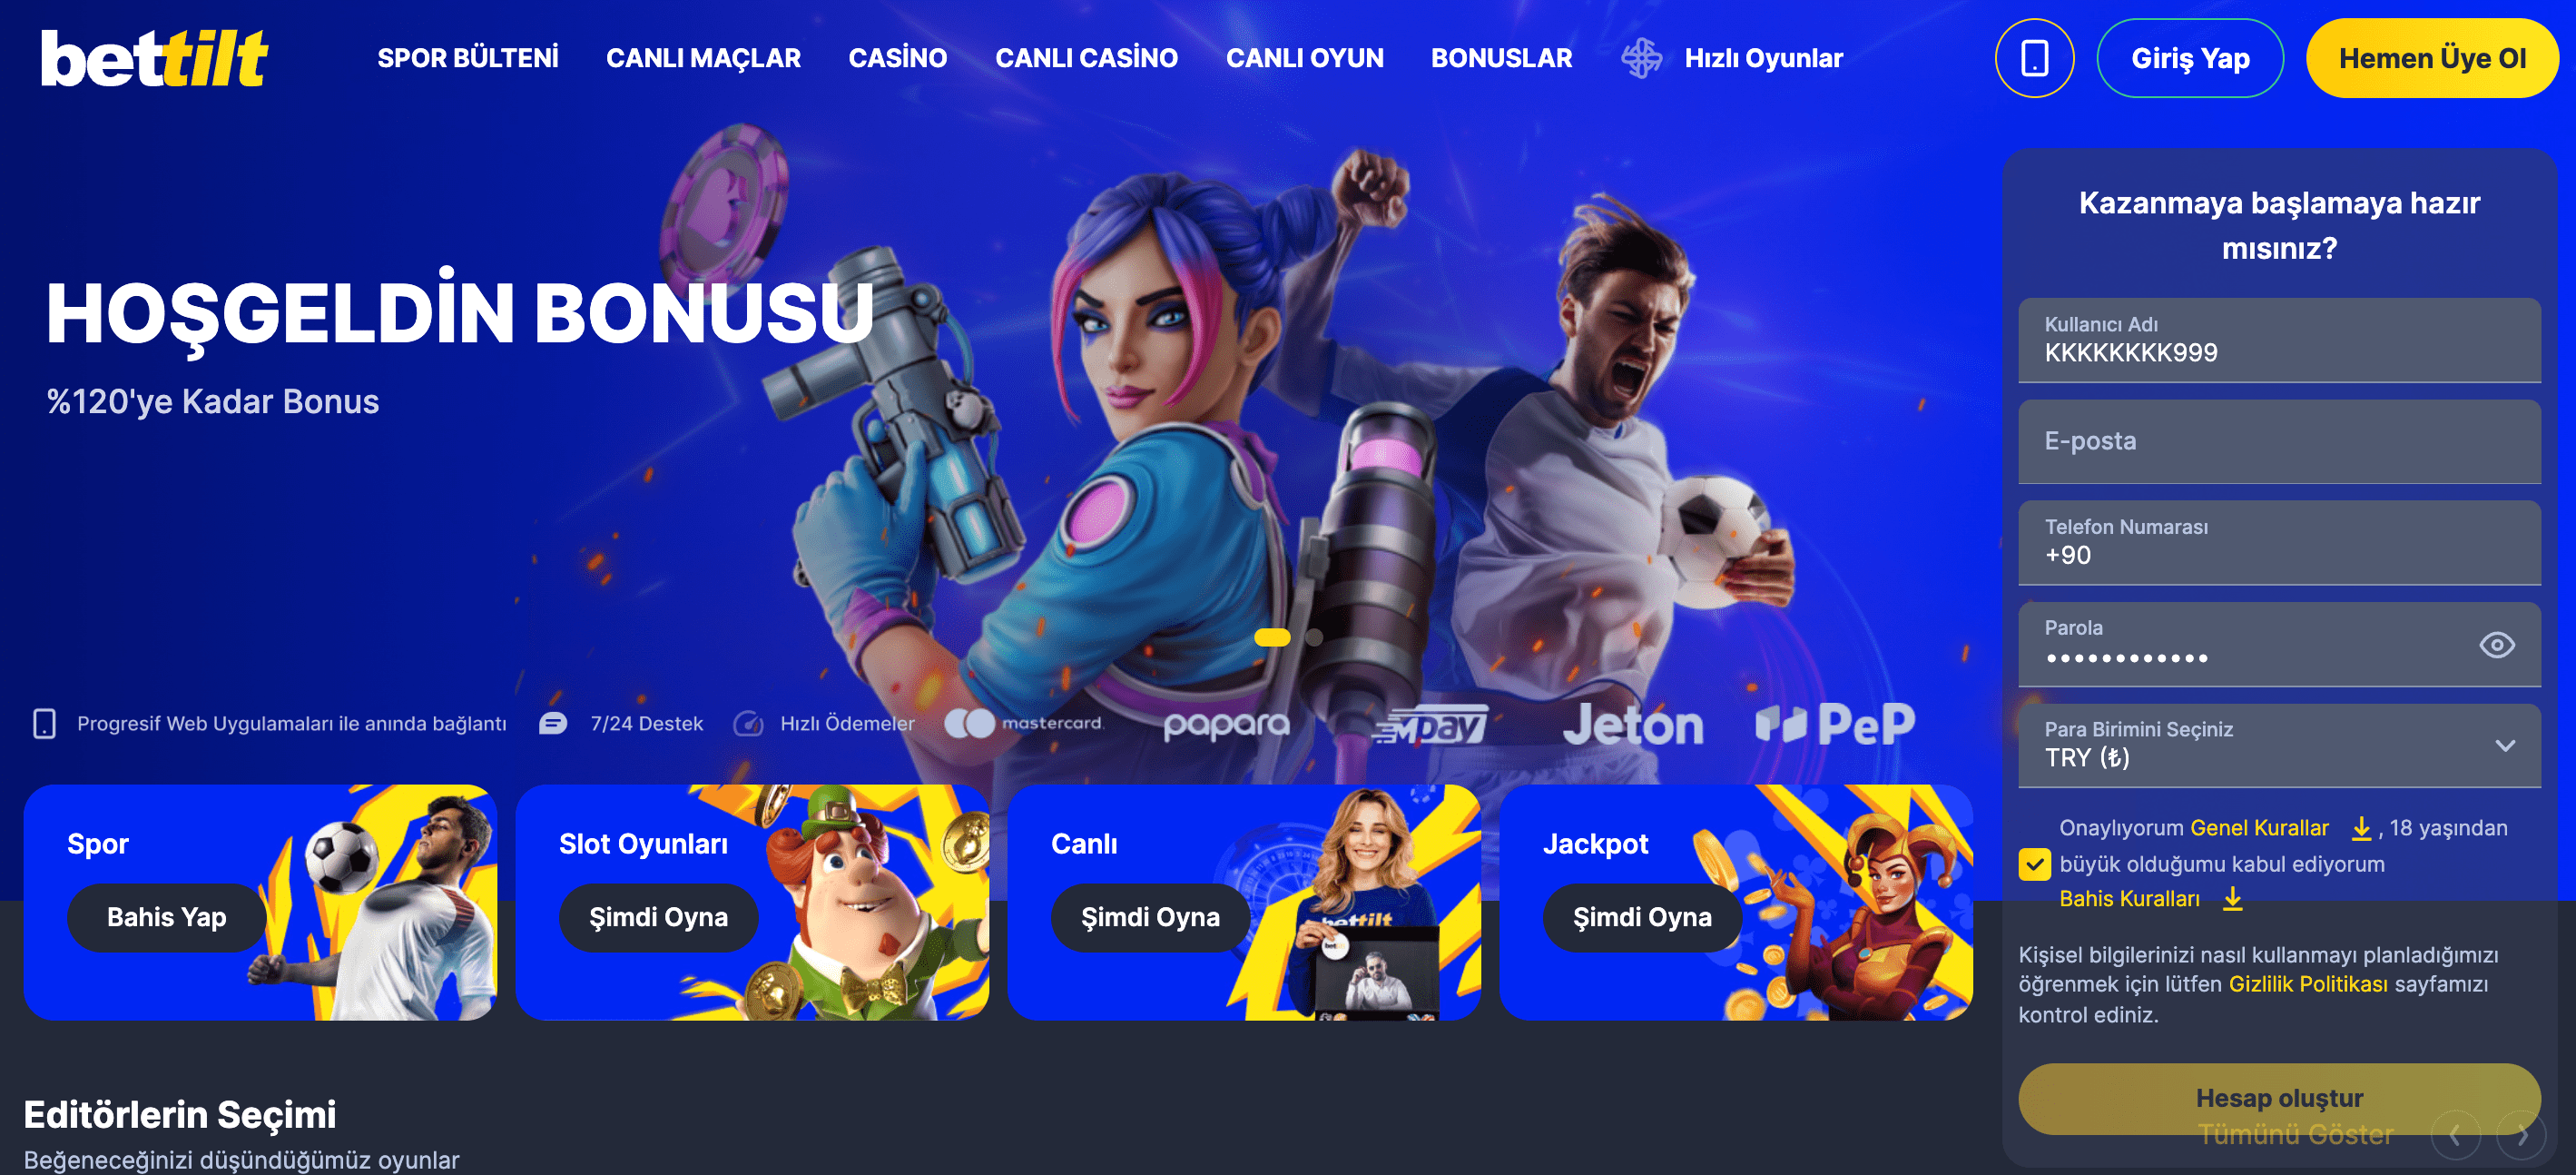 bettilt
SPOR BÜLTENİ
CANLI MAÇLAR
CASİNO
CANLI CASİNO
CANLI OYUN
BONUSLAR
Hızlı Oyunlar
Giriş Yap
Hemen Üye Ol
HOŞGELDİN BONUSU
%120'ye Kadar Bonus
Progresif Web Uygulamaları ile anında bağlantı
7/24 Destek
Hızlı Ödemeler
mastercard.
papara
MPAY
Jeton
PeP
Spor
Bahis Yap
Slot Oyunları
Şimdi Oyna
Canlı
Şimdi Oyna
bettilt
bet
Jackpot
Şimdi Oyna
Editörlerin Seçimi
Beğeneceğinizi düşündüğümüz oyunlar
Kazanmaya başlamaya hazır
mısınız?
Kullanıcı Adı
KKKKKKKK999
E-posta
Telefon Numarası
+90
Parola
••••••••••••
Para Birimini Seçiniz
TRY (₺)
Onaylıyorum Genel Kurallar , 18 yaşından
büyük olduğumu kabul ediyorum
Bahis Kuralları
Kişisel bilgilerinizi nasıl kullanmayı planladığımızı
öğrenmek için lütfen Gizlilik Politikası sayfamızı
kontrol ediniz.
Hesap oluştur
Tümünü Göster